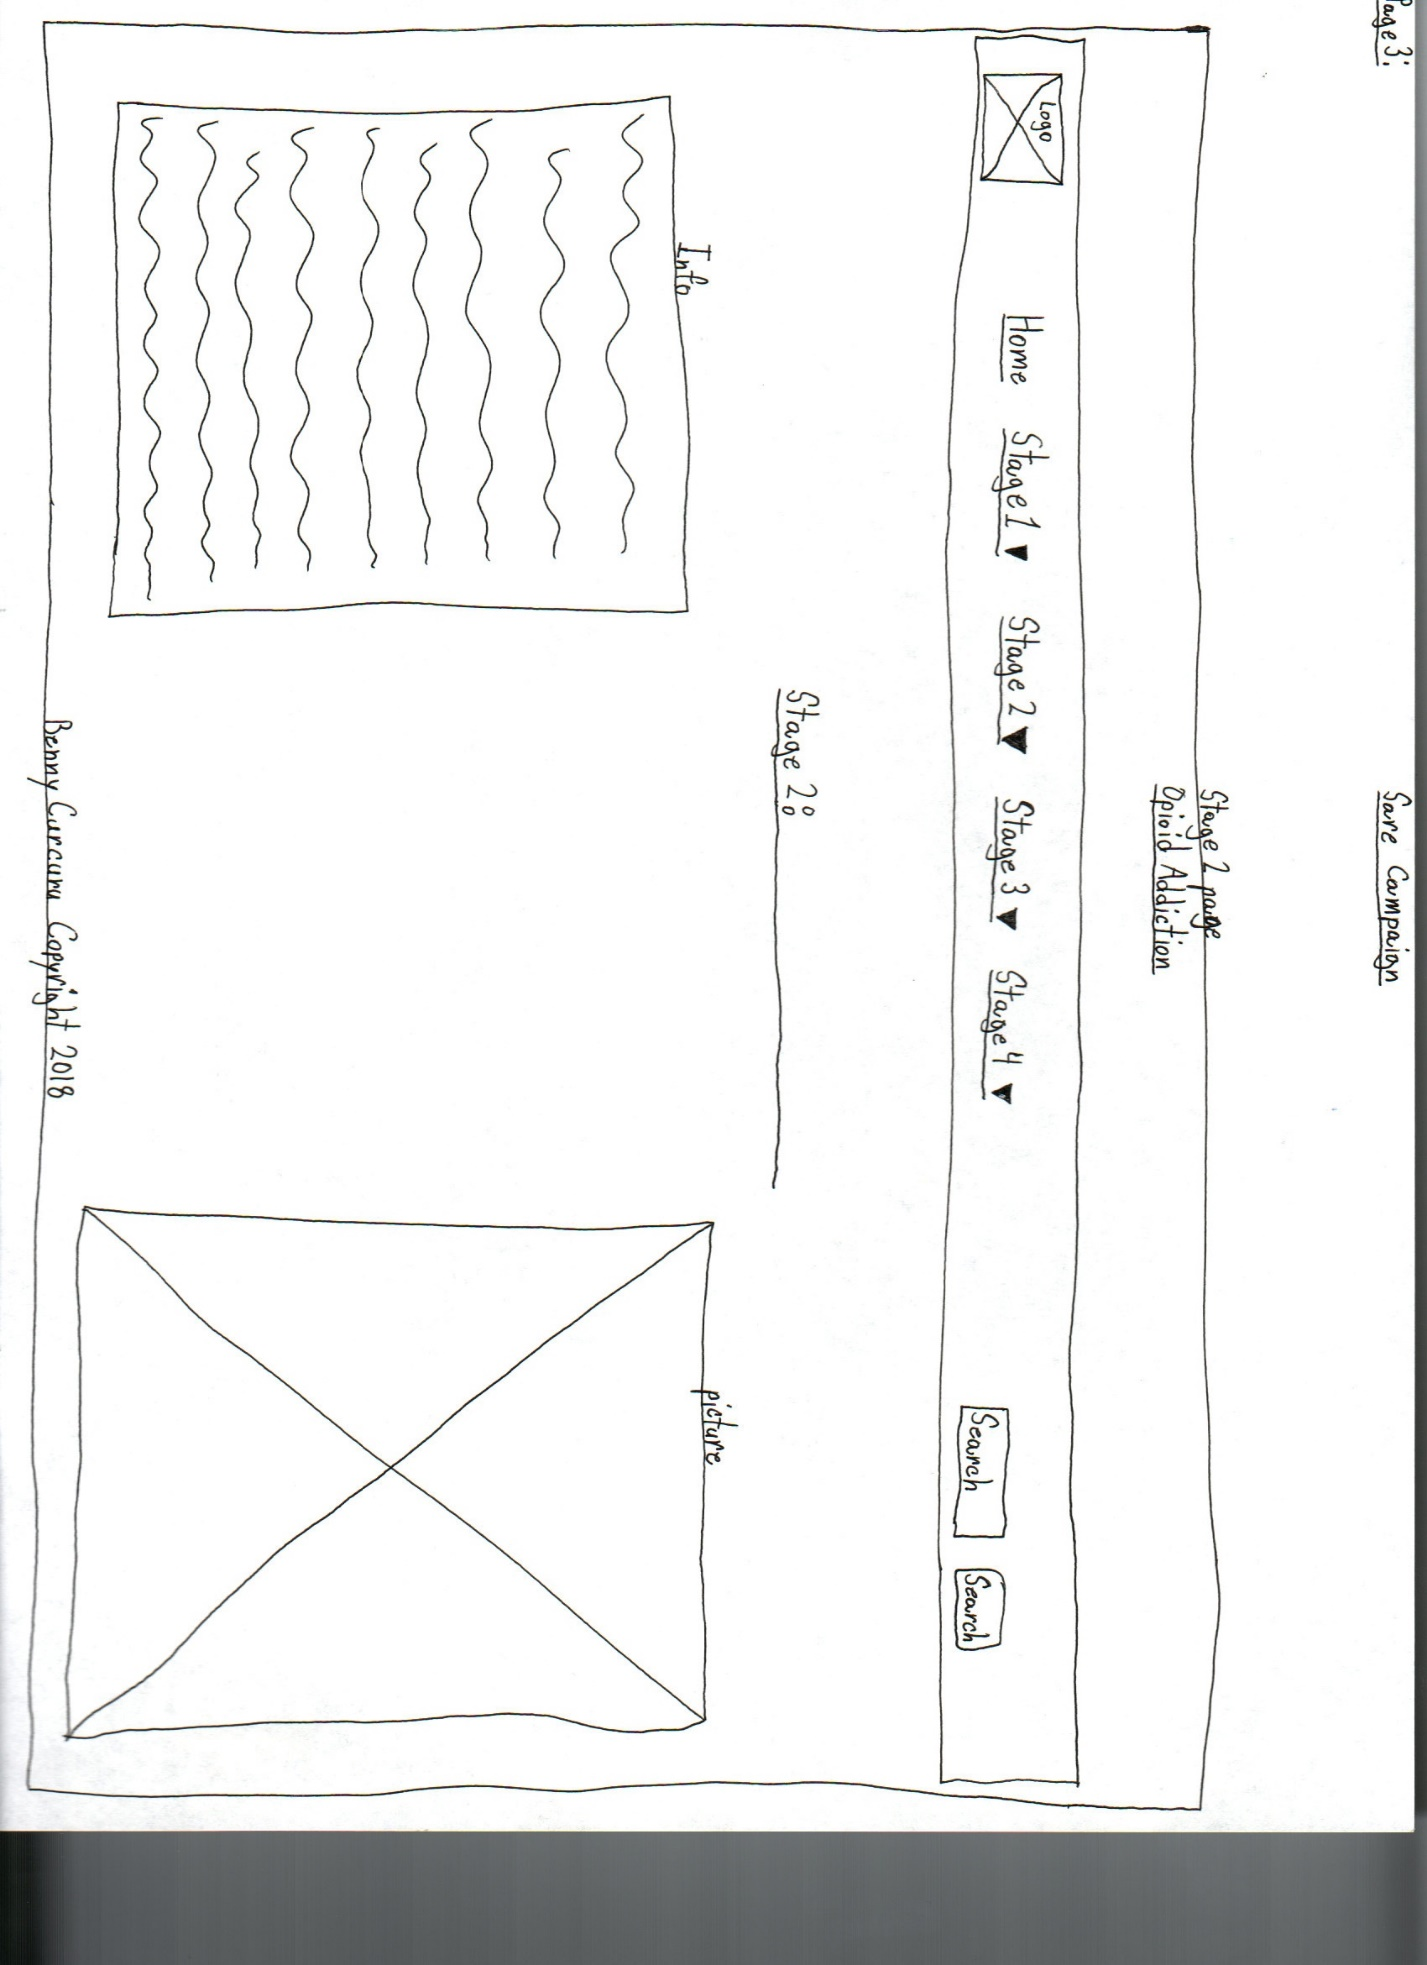 Page 3:
Sare Campaign
Stage 2 page
Opioid Addiction
Logo
Home Stage 1 Stage 2 Stage 3 Stage 4 Search Search
Stage 2:
Info
picture
Benny Curcuru Copyright 2018